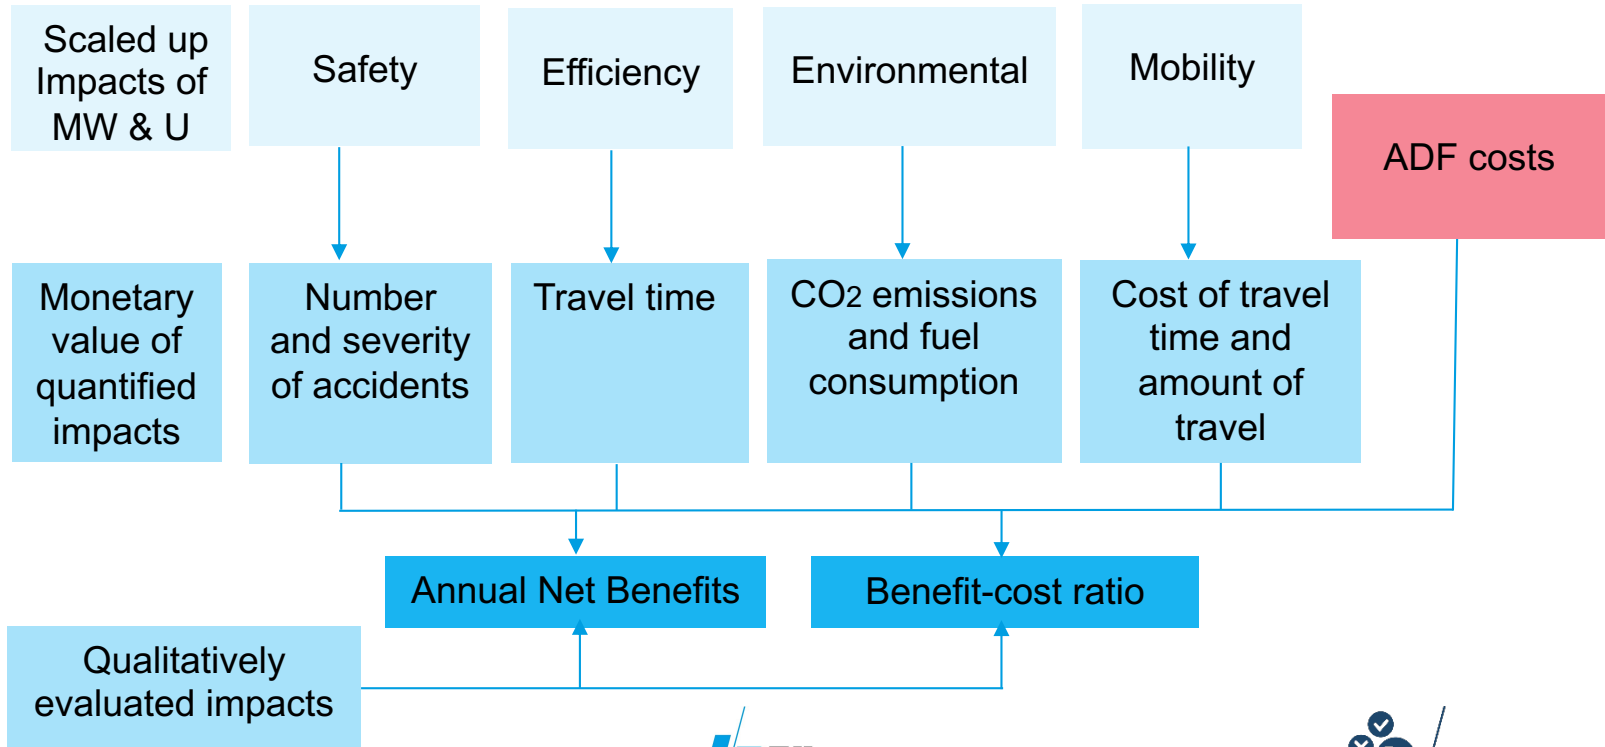 Scaled up
Impacts of
MW & U
Safety
Efficiency
Environmental
Mobility
ADF costs
Monetary
value of
quantified
impacts
Number
and severity
of accidents
Travel time
CO2 emissions
and fuel
consumption
Cost of travel
time and
amount of
travel
Annual Net Benefits
Benefit-cost ratio
Qualitatively
evaluated impacts